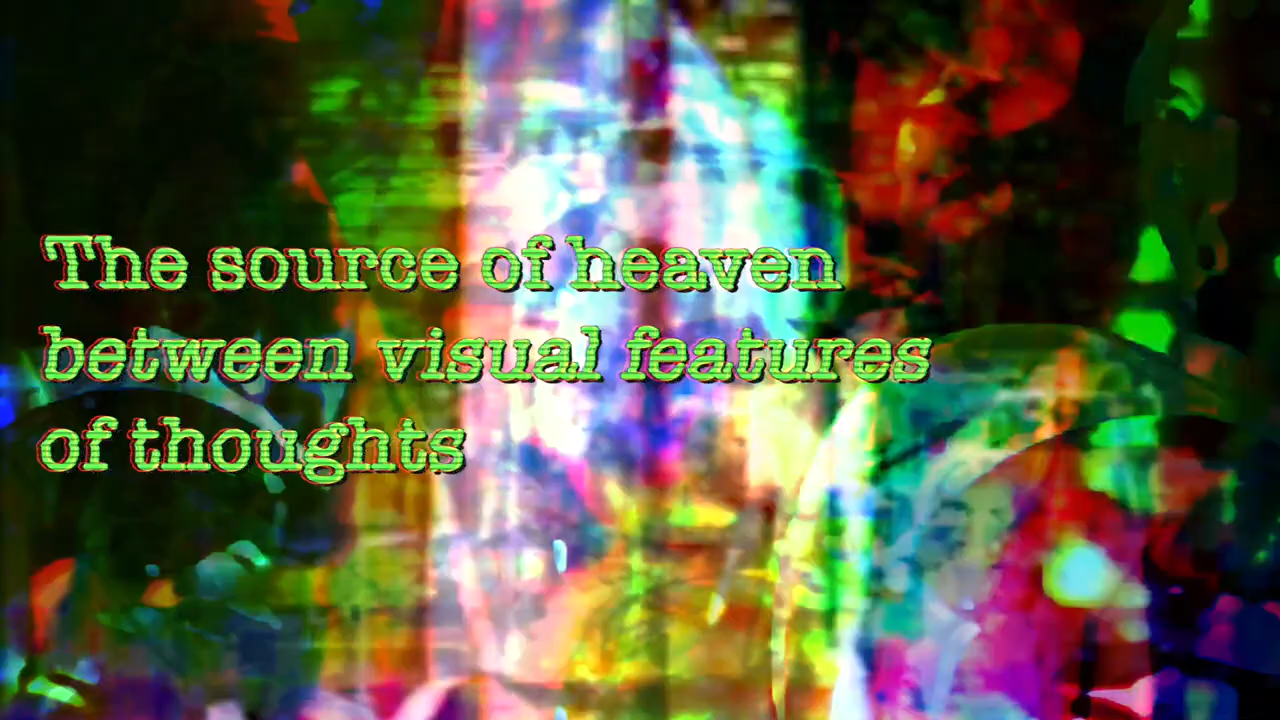 The source of heaven
between visual features
of thoughts